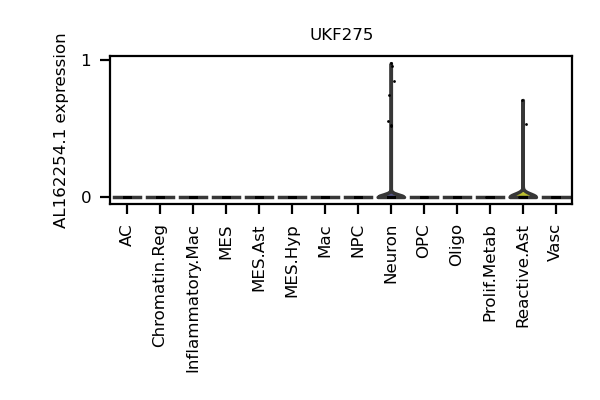 UKF275
AL162254.1 expression
1
0
AC
Chromatin.Reg
Inflammatory.Mac
MES
MES.Ast
MES.Hyp
Mac
NPC
Neuron
OPC
Oligo
Prolif.Metab
Reactive.Ast
Vasc